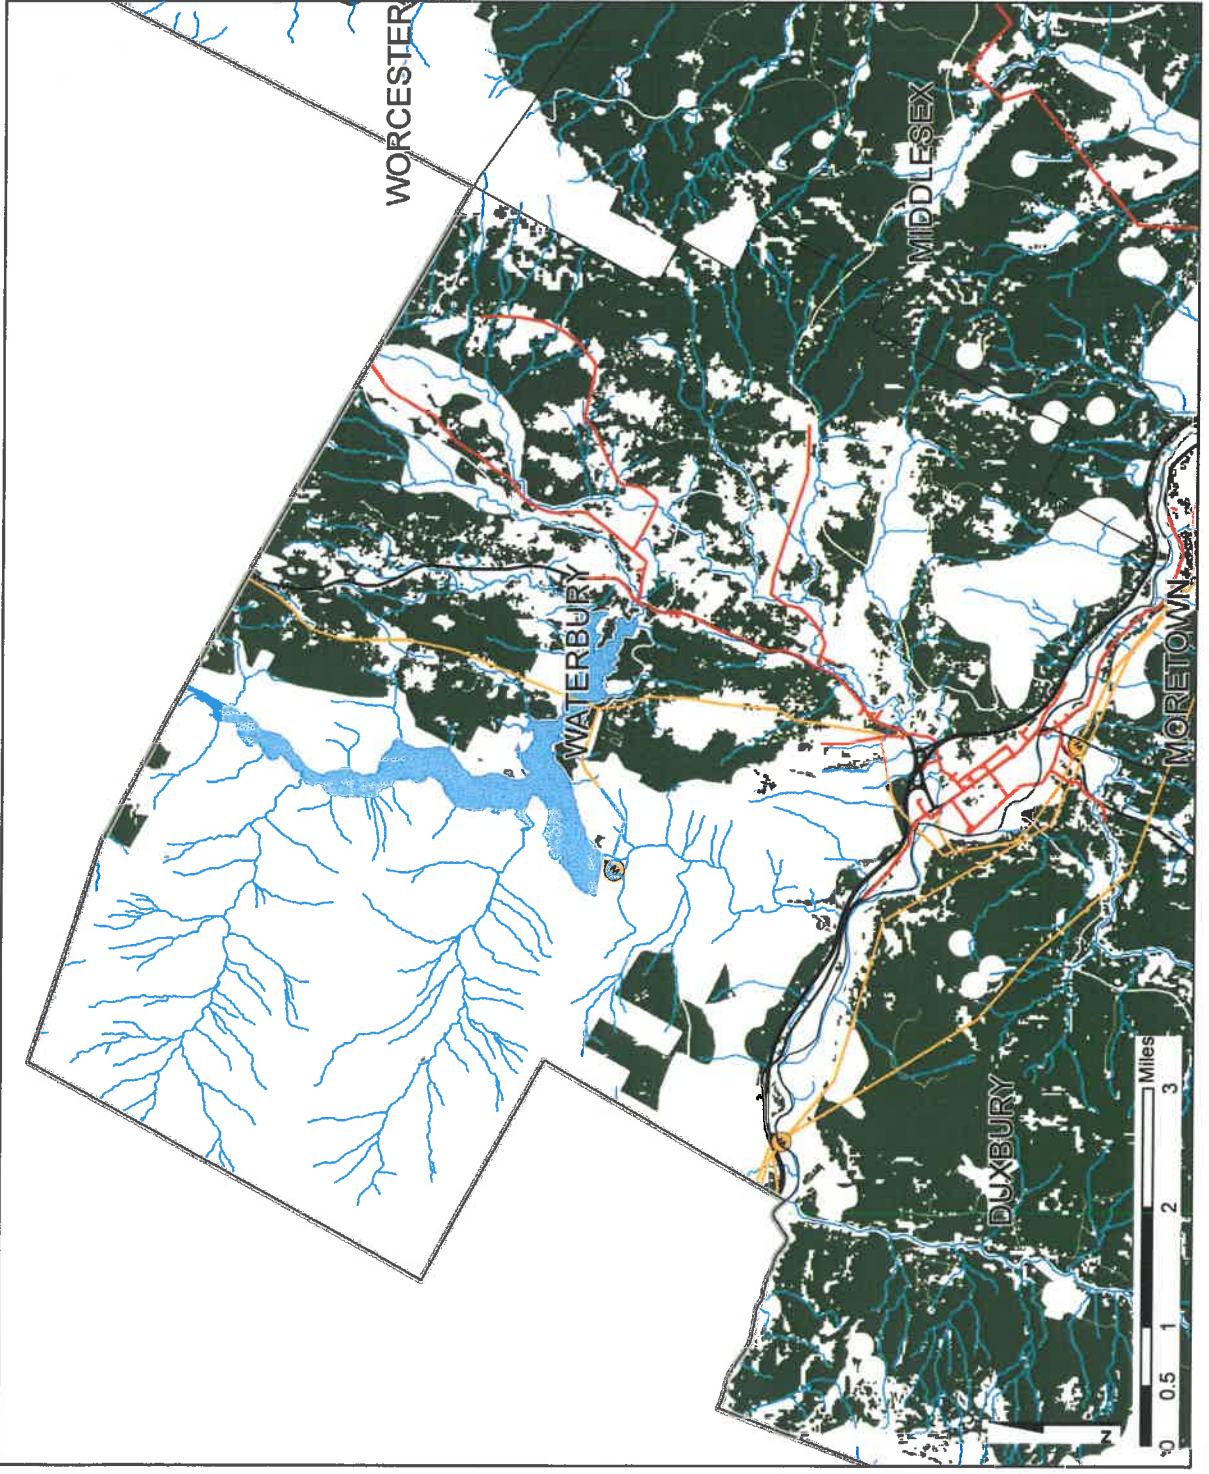 WORCESTER
MIDDLESEX
WATERBURY
MORETOWN
DUXBURY
N
0 0.5 1 2 3
Miles